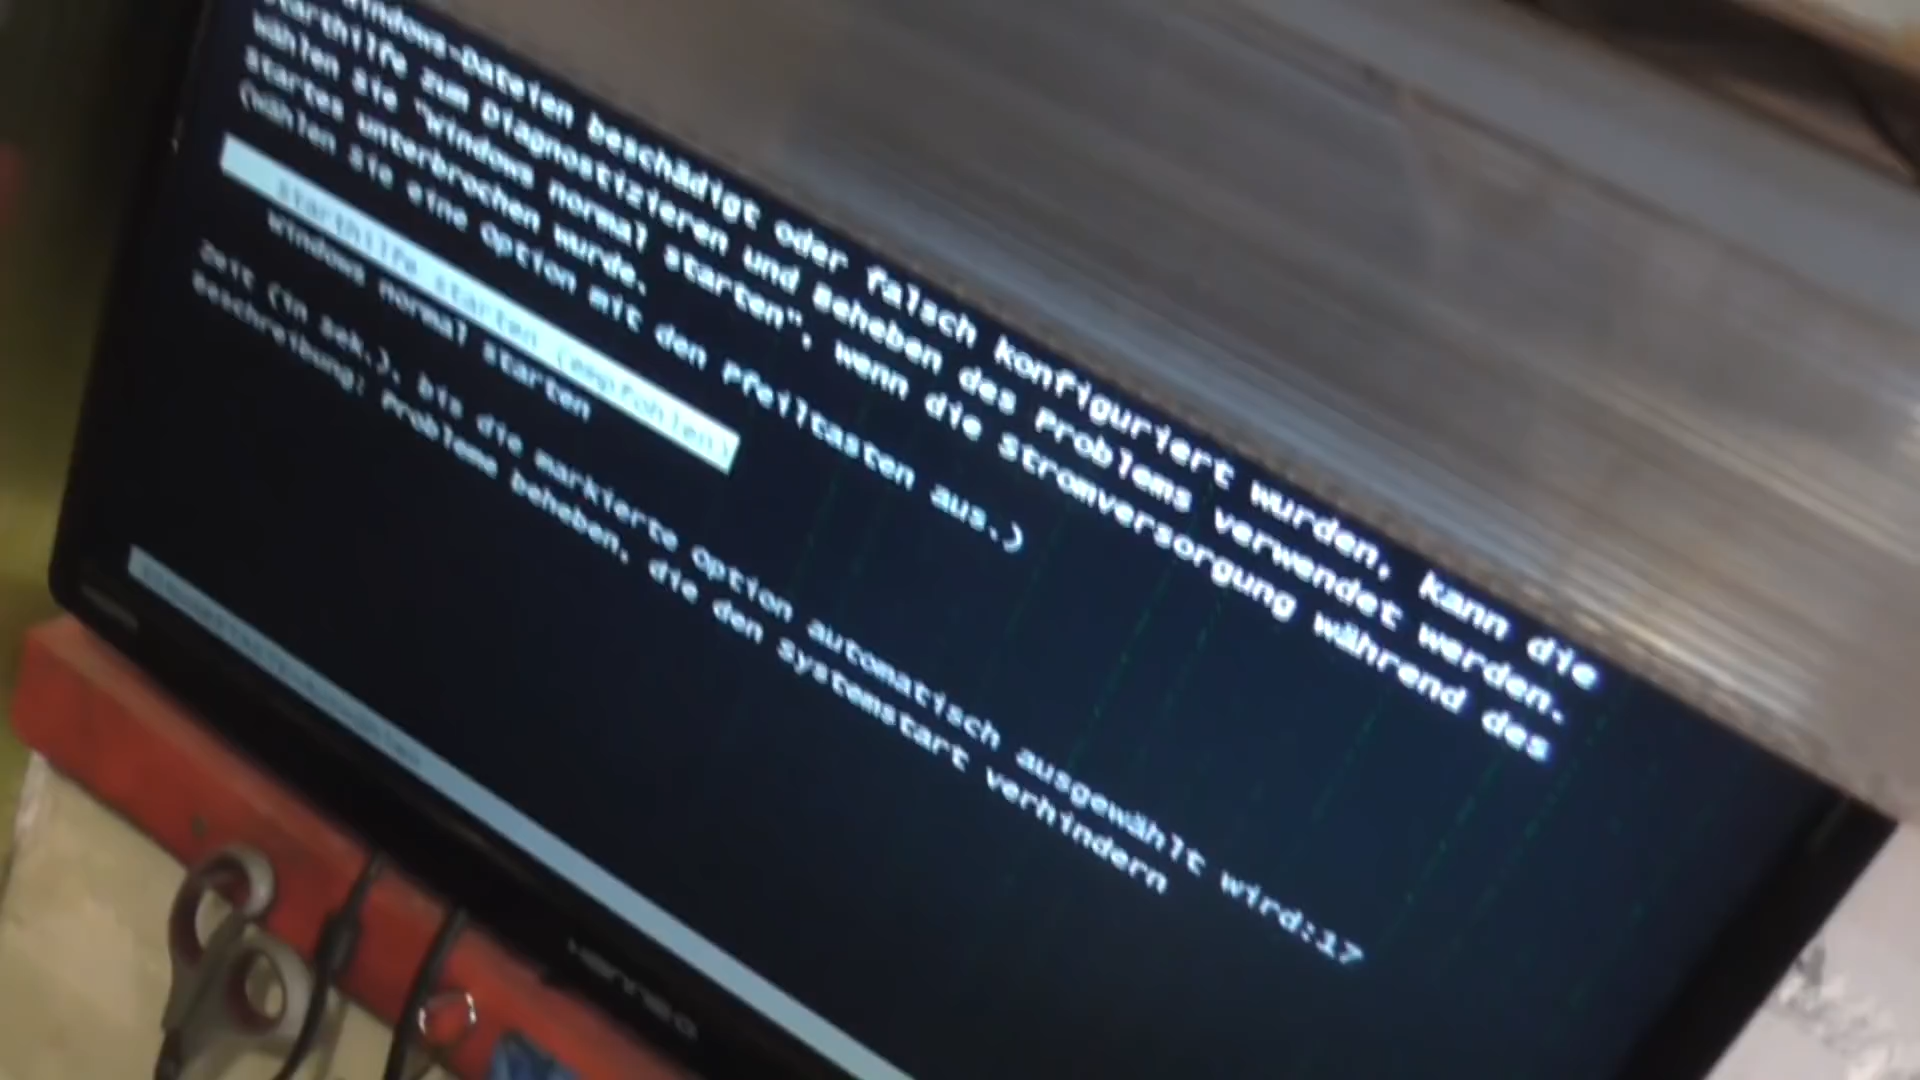 Windows-Dateien beschädigt oder falsch konfiguriert wurden, kann die
Starthilfe zum Diagnostizieren und Beheben des Problems verwendet werden.
Wählen Sie "Windows normal starten", wenn die Stromversorgung während des
Startes unterbrochen wurde.
(Wählen Sie eine Option mit den Pfeiltasten aus.)
Starthilfe starten (empfohlen)
Windows normal starten
Zeit (in Sek.), bis die markierte Option automatisch ausgewählt wird:17
Beschreibung: Probleme beheben, die den Systemstart verhindern